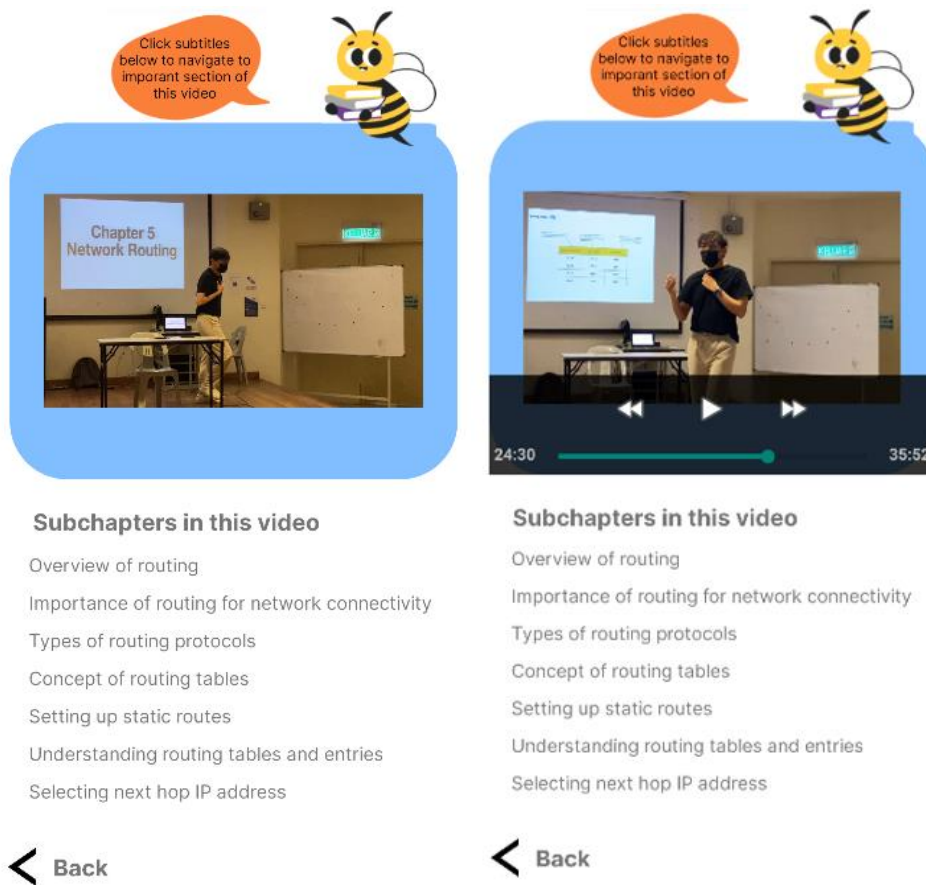 Click subtitles
below to navigate to
imporant section of
this video
Chapter 5
Network Routing
KELUAR
Subchapters in this video
Overview of routing
Importance of routing for network connectivity
Types of routing protocols
Concept of routing tables
Setting up static routes
Understanding routing tables and entries
Selecting next hop IP address
Back
Click subtitles
below to navigate to
imporant section of
this video
KELUAR
24:30
35:52
Subchapters in this video
Overview of routing
Importance of routing for network connectivity
Types of routing protocols
Concept of routing tables
Setting up static routes
Understanding routing tables and entries
Selecting next hop IP address
Back